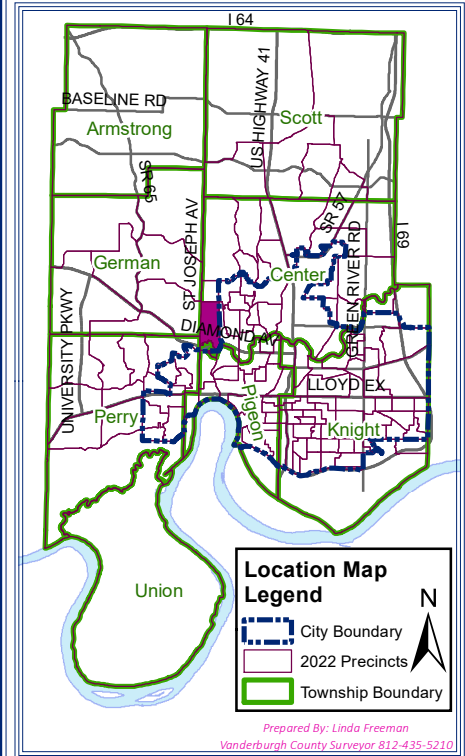 I 64
US HIGHWAY 41
BASELINE RD
Scott
Armstrong
SR 65
ST JOSEPH AV
SR 57
I 69
GREEN RIVER RD
German
Center
UNIVERSITY PKWY
DIAMOND AV
LLOYD EX
Pigeon
Perry
Knight
Union
Location Map
Legend
N
City Boundary
2022 Precincts
Township Boundary
Prepared By: Linda Freeman
Vanderburgh County Surveyor 812-435-5210